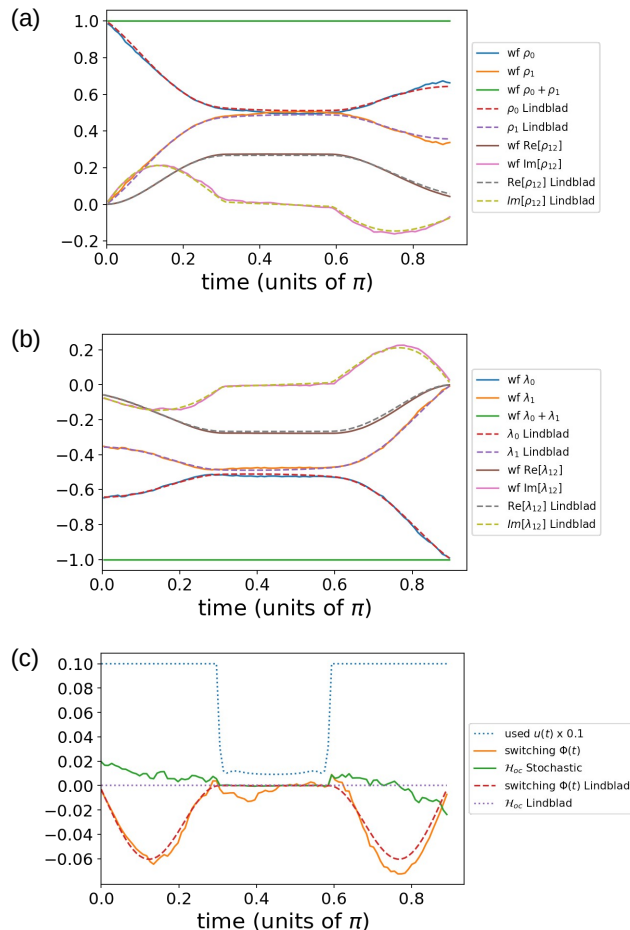 (a)
1.0
0.8
0.6
0.4
0.2
0.0
−0.2
0.0 0.2 0.4 0.6 0.8
time (units of π)
wf ρ₀
wf ρ₁
wf ρ₀ + ρ₁
ρ₀ Lindblad
ρ₁ Lindblad
wf Re[ρ₁₂]
wf Im[ρ₁₂]
Re[ρ₁₂] Lindblad
Im[ρ₁₂] Lindblad
(b)
0.2
0.0
−0.2
−0.4
−0.6
−0.8
−1.0
0.0 0.2 0.4 0.6 0.8
time (units of π)
wf λ₀
wf λ₁
wf λ₀ + λ₁
λ₀ Lindblad
λ₁ Lindblad
wf Re[λ₁₂]
wf Im[λ₁₂]
Re[λ₁₂] Lindblad
Im[λ₁₂] Lindblad
(c)
0.10
0.08
0.06
0.04
0.02
0.00
−0.02
−0.04
−0.06
0.0 0.2 0.4 0.6 0.8
time (units of π)
used u(t) x 0.1
switching Φ(t)
ℋoc Stochastic
switching Φ(t) Lindblad
ℋoc Lindblad